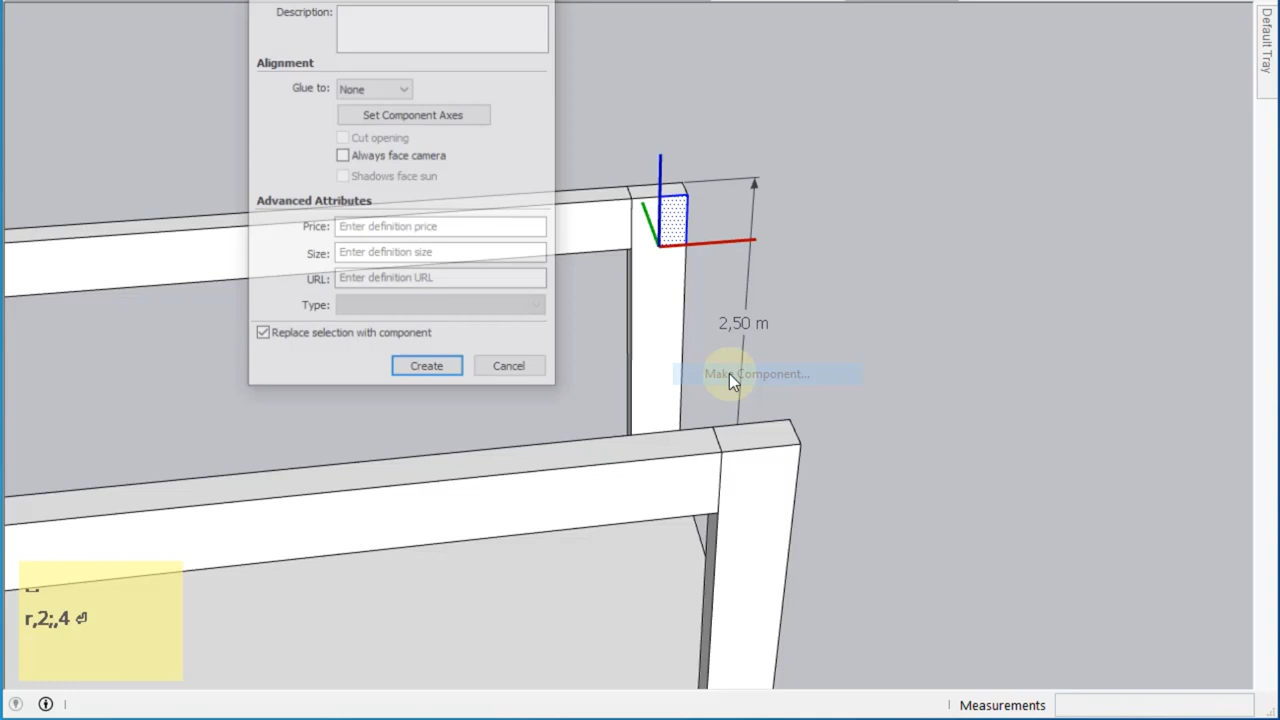 Description:
Default Tray
Alignment
Glue to: None
Set Component Axes
Cut opening
Always face camera
Shadows face sun
Advanced Attributes
Price: Enter definition price
Size: Enter definition size
URL: Enter definition URL
Type:
Replace selection with component
Create Cancel
2,50 m
Make Component...
r,2;,4 ⏎
Measurements